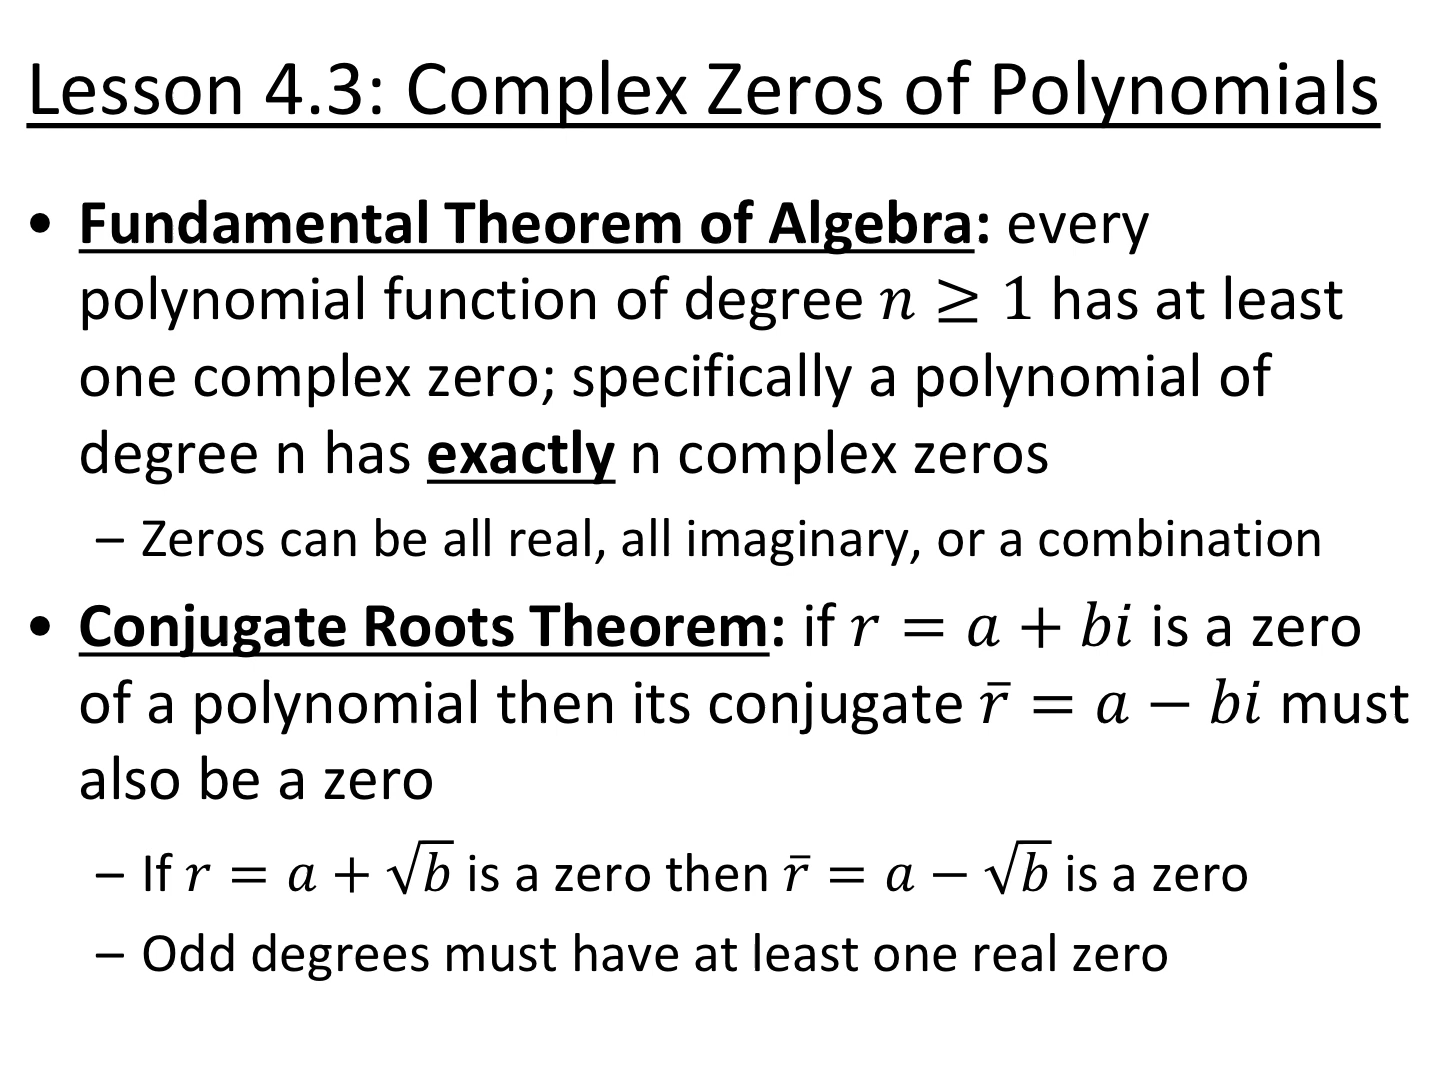 Lesson 4.3: Complex Zeros of Polynomials
• Fundamental Theorem of Algebra: every
polynomial function of degree n ≥ 1 has at least
one complex zero; specifically a polynomial of
degree n has exactly n complex zeros
– Zeros can be all real, all imaginary, or a combination
• Conjugate Roots Theorem: if r = a + bi is a zero
of a polynomial then its conjugate r̄ = a − bi must
also be a zero
– If r = a + √b is a zero then r̄ = a − √b is a zero
– Odd degrees must have at least one real zero